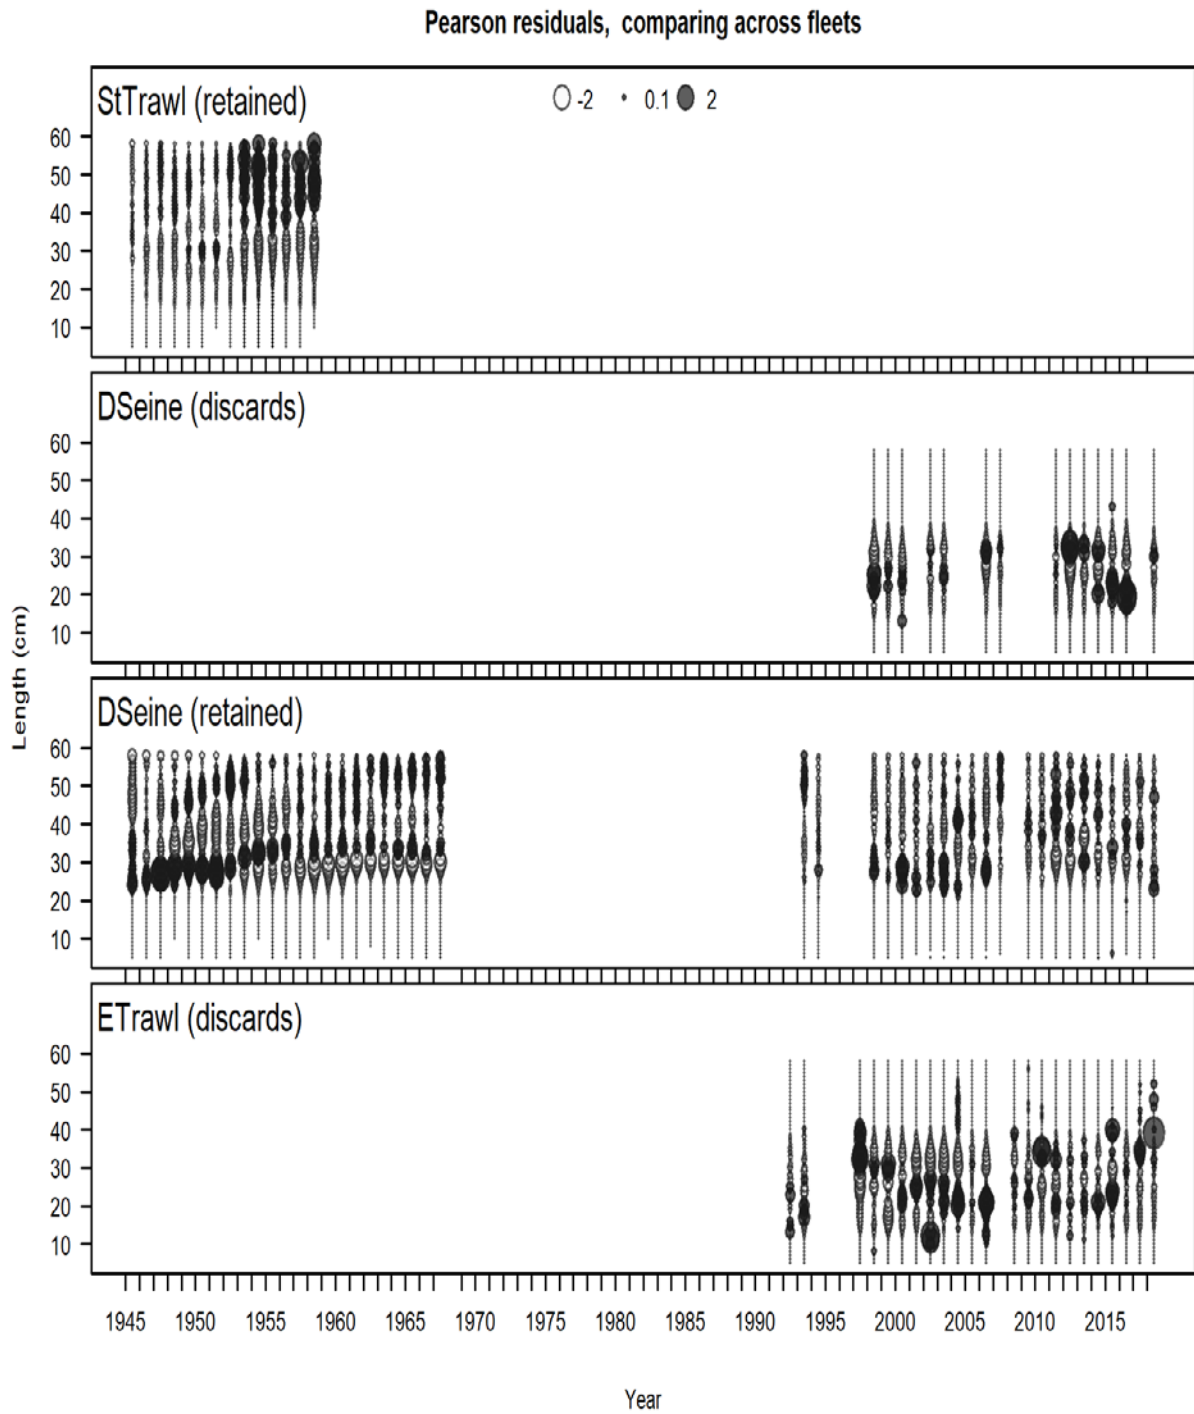 Pearson residuals, comparing across fleets
StTrawl (retained)
-2 0.1 2
60
50
40
30
20
10
DSeine (discards)
60
50
40
30
20
10
DSeine (retained)
60
50
40
30
20
10
ETrawl (discards)
60
50
40
30
20
10
Length (cm)
1945 1950 1955 1960 1965 1970 1975 1980 1985 1990 1995 2000 2005 2010 2015
Year